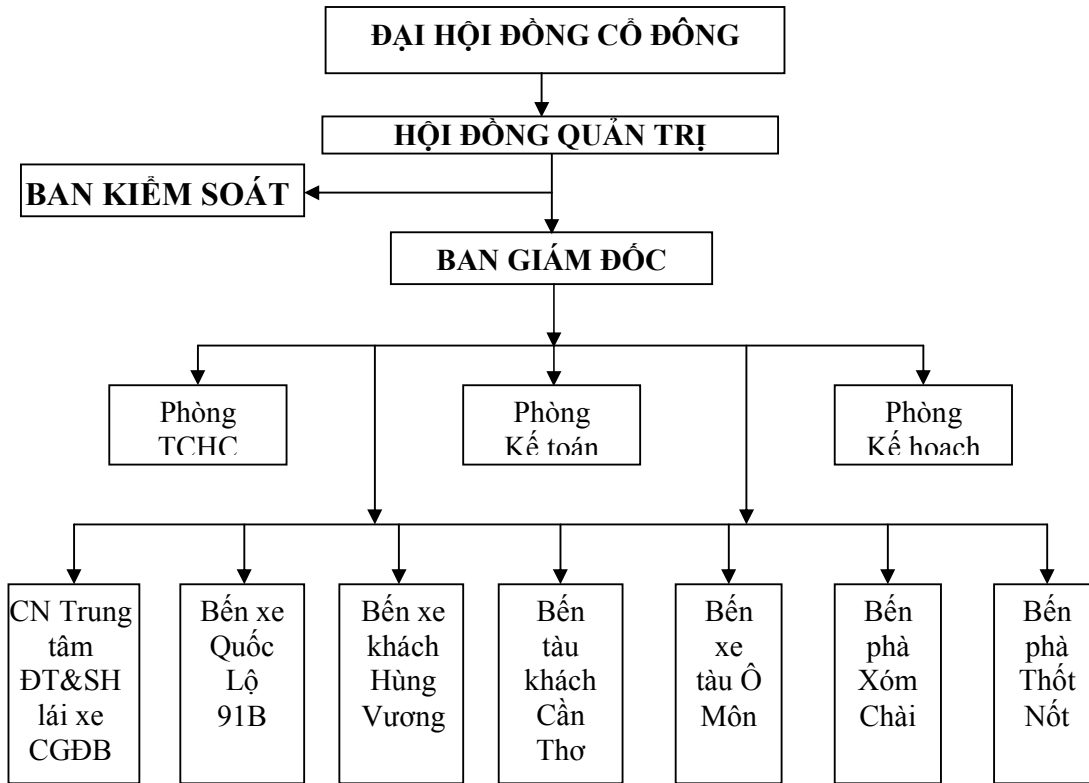 ĐẠI HỘI ĐỒNG CỔ ĐÔNG
HỘI ĐỒNG QUẢN TRỊ
BAN KIỂM SOÁT
BAN GIÁM ĐỐC
Phòng
TCHC
Phòng
Kế toán
Phòng
Kế hoạch
CN Trung
tâm
ĐT&SH
lái xe
CGĐB
Bến xe
Quốc
Lộ
91B
Bến xe
khách
Hùng
Vương
Bến
tàu
khách
Cần
Thơ
Bến
xe
tàu Ô
Môn
Bến
phà
Xóm
Chài
Bến
phà
Thốt
Nốt